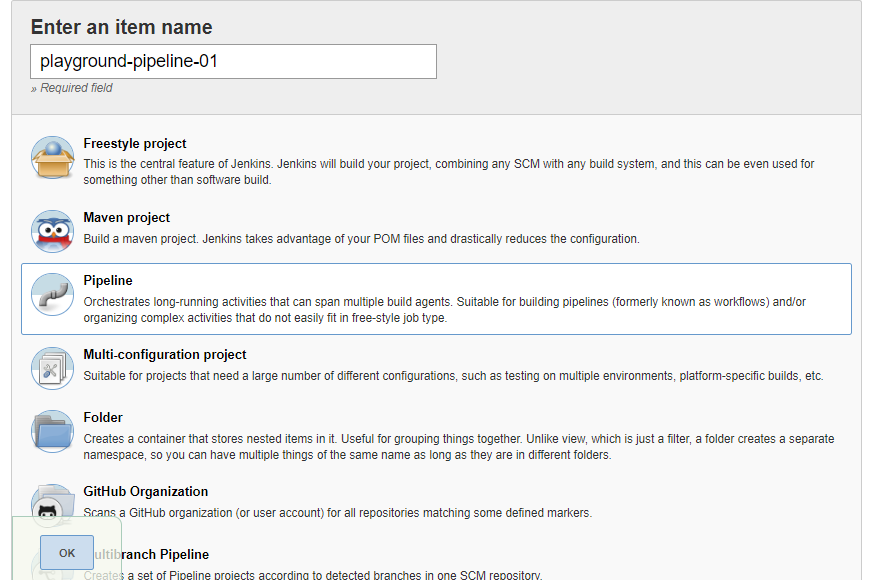 Enter an item name
playground-pipeline-01
» Required field
Freestyle project
This is the central feature of Jenkins. Jenkins will build your project, combining any SCM with any build system, and this can be even used for
something other than software build.
Maven project
Build a maven project. Jenkins takes advantage of your POM files and drastically reduces the configuration.
Pipeline
Orchestrates long-running activities that can span multiple build agents. Suitable for building pipelines (formerly known as workflows) and/or
organizing complex activities that do not easily fit in free-style job type.
Multi-configuration project
Suitable for projects that need a large number of different configurations, such as testing on multiple environments, platform-specific builds, etc.
Folder
Creates a container that stores nested items in it. Useful for grouping things together. Unlike view, which is just a filter, a folder creates a separate
namespace, so you can have multiple things of the same name as long as they are in different folders.
GitHub Organization
Scans a GitHub organization (or user account) for all repositories matching some defined markers.
OK
Multibranch Pipeline
Creates a set of Pipeline projects according to detected branches in one SCM repository.